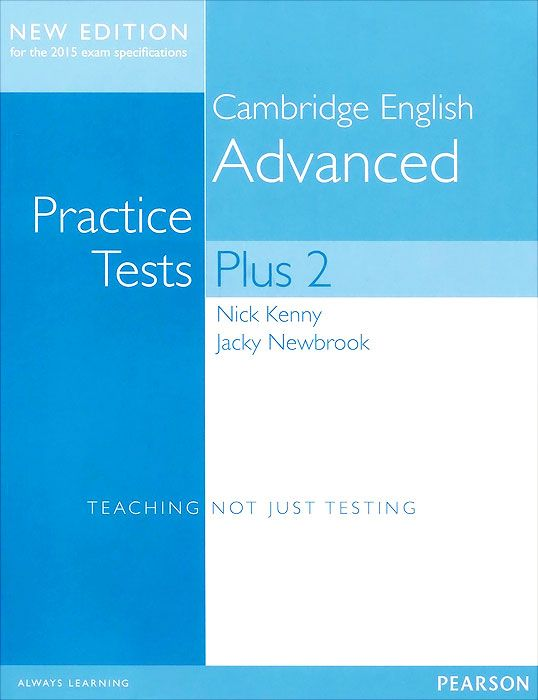 NEW EDITION
for the 2015 exam specifications
Cambridge English
Advanced
Practice
Tests Plus 2
Nick Kenny
Jacky Newbrook
TEACHING NOT JUST TESTING
ALWAYS LEARNING
PEARSON